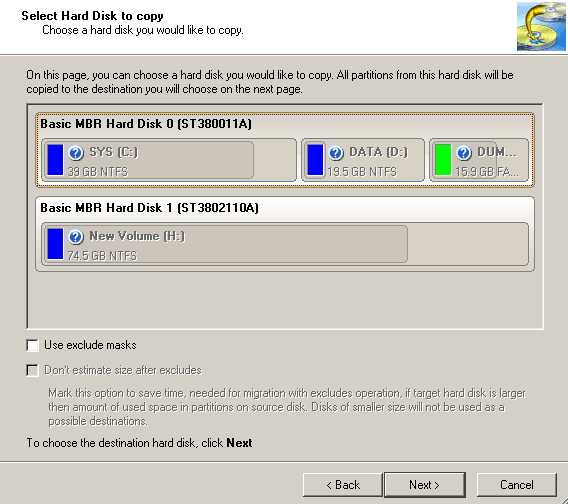 Select Hard Disk to copy
Choose a hard disk you would like to copy.
On this page, you can choose a hard disk you would like to copy. All partitions from this hard disk will be
copied to the destination you will choose on the next page.
Basic MBR Hard Disk 0 (ST380011A)
SYS (C:) DATA (D:) DUM...
39 GB NTFS 19.5 GB NTFS 15.9 GB FA...
Basic MBR Hard Disk 1 (ST3802110A)
New Volume (H:)
74.5 GB NTFS
Use exclude masks
Don't estimate size after excludes
Mark this option to save time, needed for migration with excludes operation, if target hard disk is larger
then amount of used space in partitions on source disk. Disks of smaller size will not be used as a
possible destinations.
To choose the destination hard disk, click Next
< Back Next > Cancel